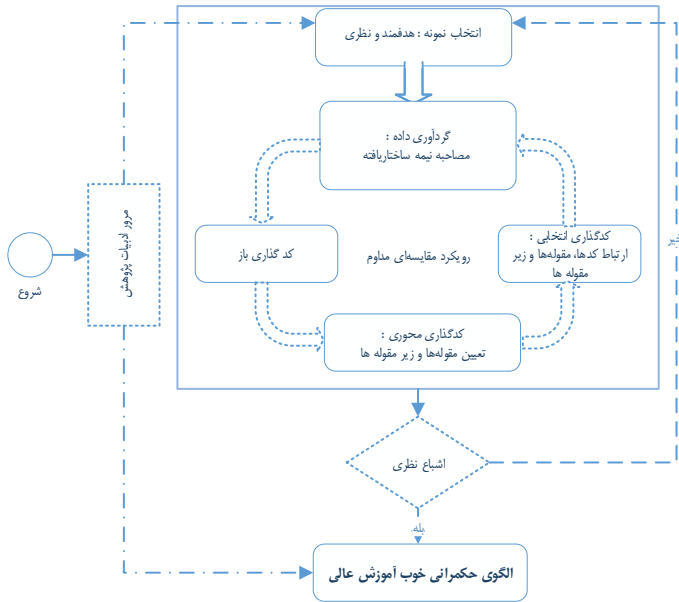 انتخاب نمونه : هدفمند و نظری
گردآوری داده :
مصاحبه نیمه ساختاریافته
کدگذاری انتخابی :
ارتباط کدها، مقوله‌ها و زیر
مقوله ها
رویکرد مقایسه‌ای مداوم
کد گذاری باز
کدگذاری محوری :
تعیین مقوله‌ها و زیر مقوله ها
مرور ادبیات پژوهش
شروع
خیر
اشباع نظری
بله
الگوی حکمرانی خوب آموزش عالی